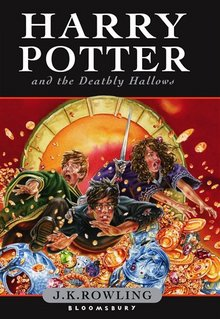 HARRY
POTTER
and the Deathly Hallows
J.K.ROWLING
BLOOMSBURY